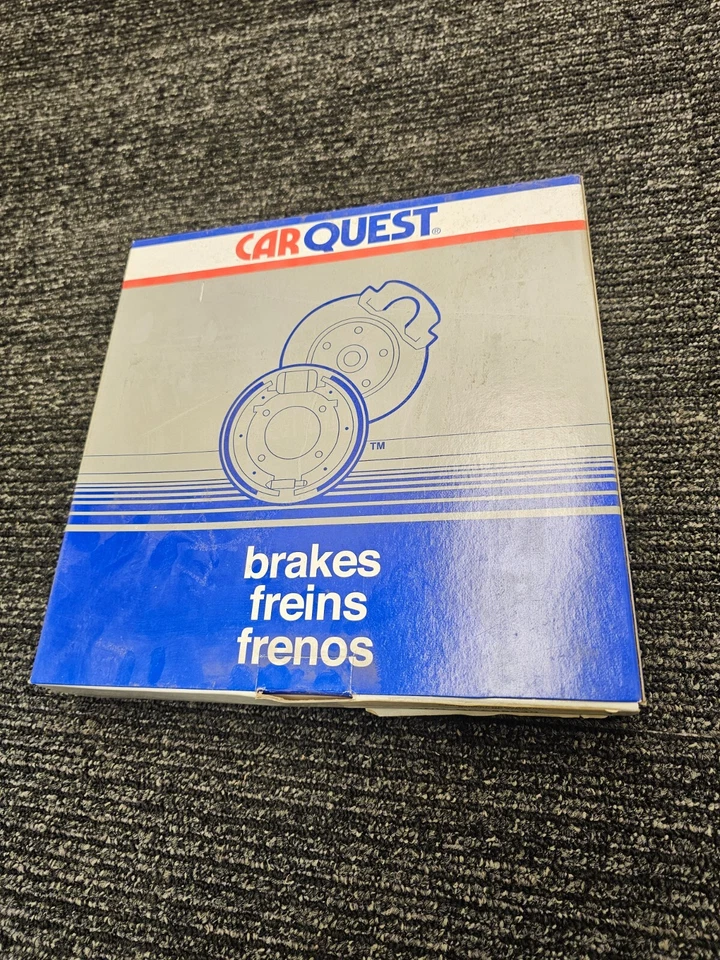 CARQUEST®
TM
brakes
freins
frenos